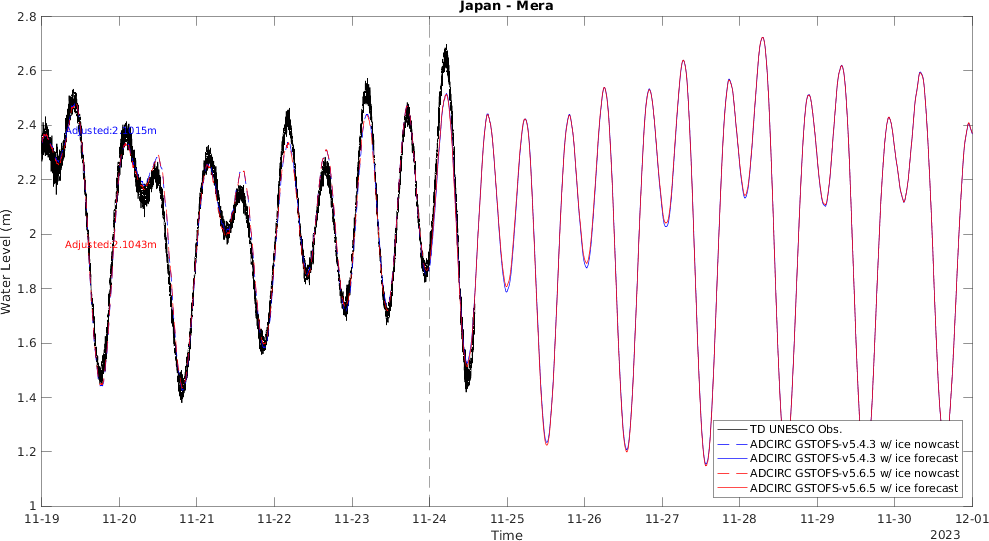 Japan - Mera
2.8
2.6
2.4
2.2
2
1.8
1.6
1.4
1.2
1
Water Level (m)
Adjusted:2.1015m
Adjusted:2.1043m
TD UNESCO Obs.
ADCIRC GSTOFS-v5.4.3 w/ ice nowcast
ADCIRC GSTOFS-v5.4.3 w/ ice forecast
ADCIRC GSTOFS-v5.6.5 w/ ice nowcast
ADCIRC GSTOFS-v5.6.5 w/ ice forecast
11-19 11-20 11-21 11-22 11-23 11-24 11-25 11-26 11-27 11-28 11-29 11-30 12-01
Time
2023